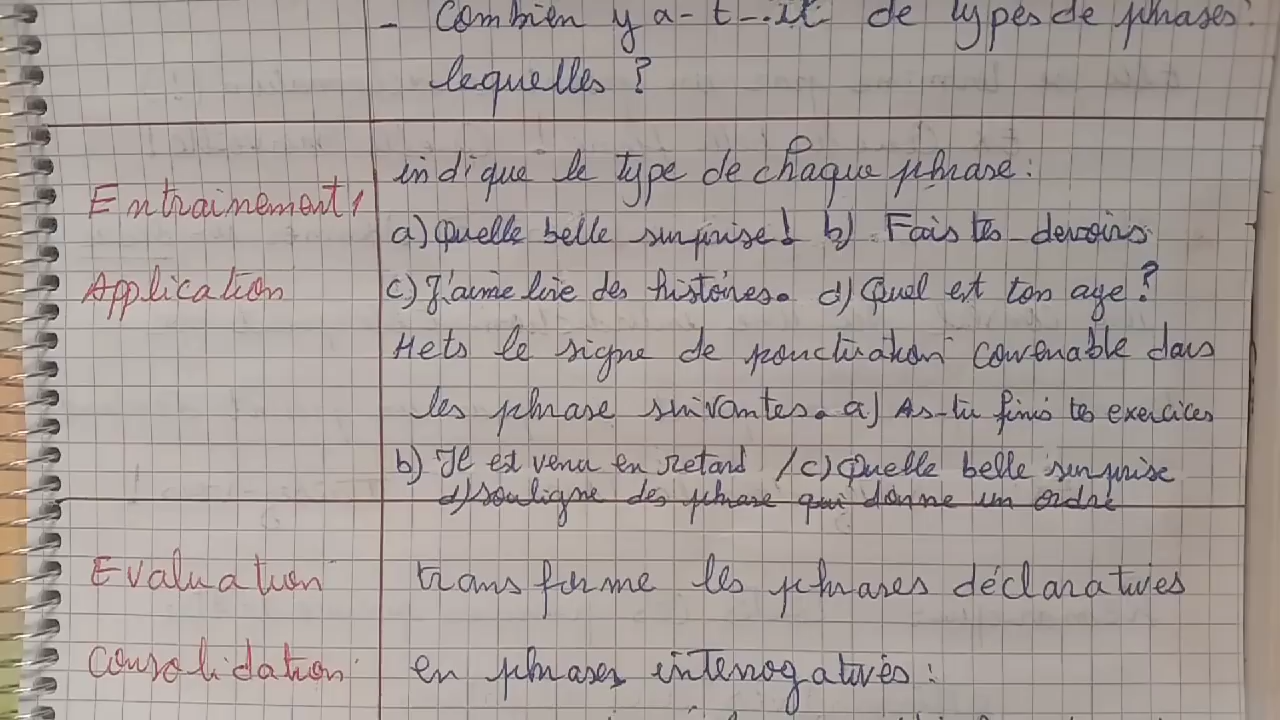 - Combien y a-t-il de types de phrases
lequelles ?
indique le type de chaque phrase :
Entrainement/
a) Quelle belle surprise! b) Fais tes devoirs
Application
c) J'aime lire des histoires. d) Quel est ton age ?
Mets le signe de ponctuation convenable dans
les phrase suivantes. a) As-tu finis tes exercices
b) Il est venu en retard / c) Quelle belle surprise
d) souligne des phrase qui donne un ordre
Evaluation
transforme les phrases déclaratives
Consolidation
en phrases interrogatives :